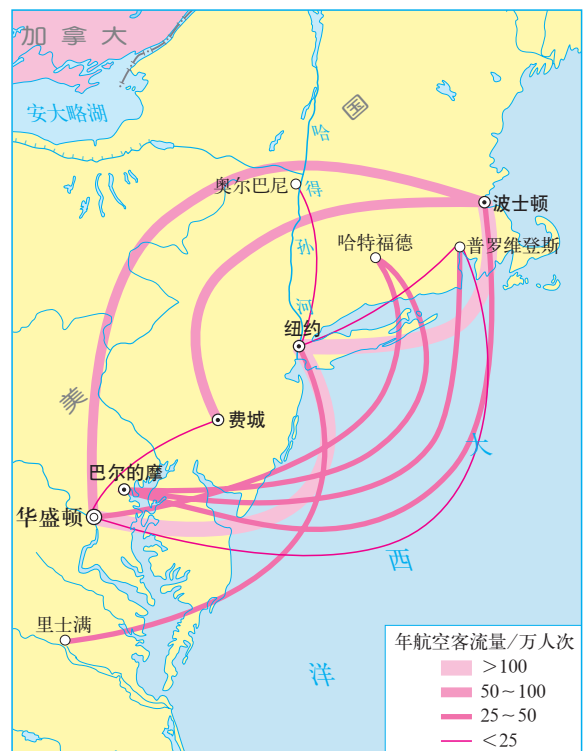 加拿大
安大略湖
美国
哈得孙河
奥尔巴尼
波士顿
哈特福德
普罗维登斯
纽约
费城
巴尔的摩
华盛顿
里士满
大西洋
年航空客流量/万人次
＞100
50～100
25～50
＜25